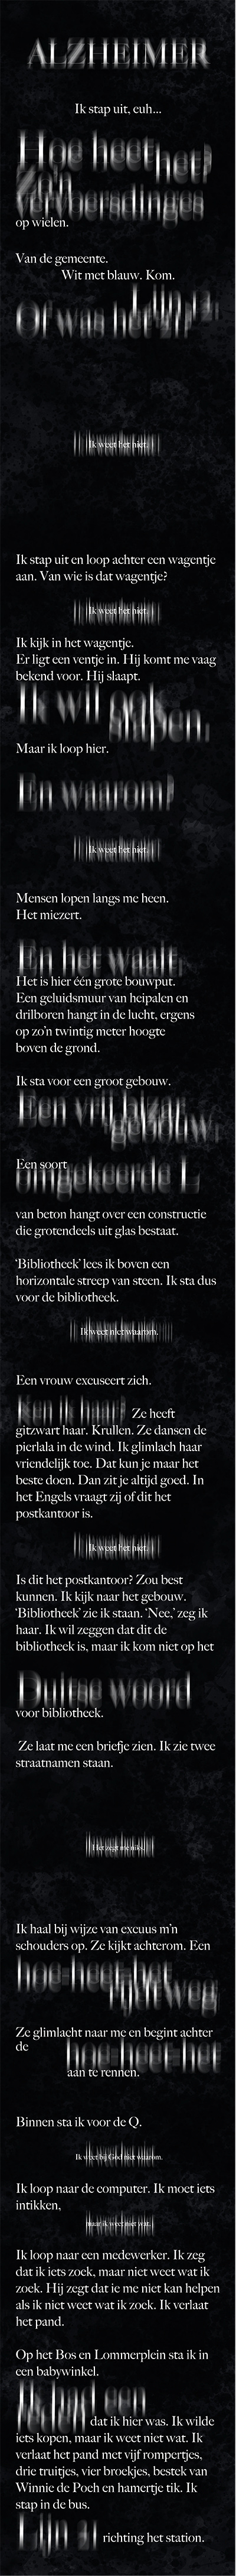 ALZHEIMER
Ik stap uit, euh...
Hoe heet
het?
vervoerdinges
op wielen.
Van de gemeente.
Wit met blauw. Kom.
Of was het lijn
Ik weet het niet.
Ik stap uit en loop achter een wagentje
aan. Van wie is dat wagentje?
Ik weet het niet.
Ik kijk in het wagentje.
Er ligt een ventje in. Hij komt me vaag
bekend voor. Hij slaapt.
Ik wil
Maar ik loop hier.
En waarom?
Ik weet het niet.
Mensen lopen langs me heen.
Het miezert.
En het waait.
Het is hier één grote bouwput.
Een geluidsmuur van heipalen en
drilboren hangt in de lucht, ergens
op zo'n twintig meter hoogte
boven de grond.
Ik sta voor een groot gebouw.
Een
gebouw.
Een soort
omgekeerde L
van beton hangt over een constructie
die grotendeels uit glas bestaat.
'Bibliotheek' lees ik boven een
horizontale streep van steen. Ik sta dus
voor de bibliotheek.
Ik weet niet waarom.
Een vrouw excuseert zich.
Ken ik haar? Ze heeft
gitzwart haar. Krullen. Ze dansen de
pierlala in de wind. Ik glimlach haar
vriendelijk toe. Dat kun je maar het
beste doen. Dan zit je altijd goed. In
het Engels vraagt zij of dit het
postkantoor is.
Ik weet het niet.
Is dit het postkantoor? Zou best
kunnen. Ik kijk naar het gebouw.
'Bibliotheek' zie ik staan. 'Nee,' zeg ik
haar. Ik wil zeggen dat dit de
bibliotheek is, maar ik kom niet op het
Duitse woord
voor bibliotheek.
Ze laat me een briefje zien. Ik zie twee
straatnamen staan.
Het zegt me niets.
Ik haal bij wijze van excuus m'n
schouders op. Ze kijkt achterom. Een
hoe-heet-het
rijdt weg.
Ze glimlacht naar me en begint achter
de
hoe-heet-het
aan te rennen.
Binnen sta ik voor de Q.
Ik weet bij God niet waarom.
Ik loop naar de computer. Ik moet iets
intikken,
maar ik weet niet wat.
Ik loop naar een medewerker. Ik zeg
dat ik iets zoek, maar niet weet wat ik
zoek. Hij zegt dat ie me niet kan helpen
als ik niet weet wat ik zoek. Ik verlaat
het pand.
Op het Bos en Lommerplein sta ik in
een babywinkel.
Ik had een
dat ik hier was. Ik wilde
iets kopen, maar ik weet niet wat. Ik
verlaat het pand met vijf rompertjes,
drie truitjes, vier broekjes, bestek van
Winnie de Poeh en hamertje tik. Ik
stap in de bus.
Lijn 21 richting het station.